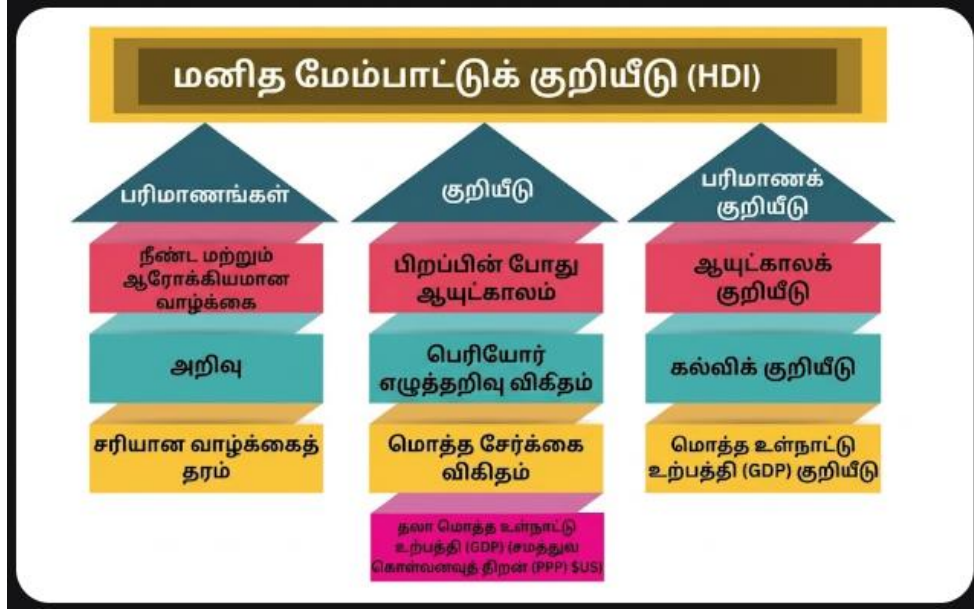 மனித மேம்பாட்டுக் குறியீடு (HDI)
பரிமாணங்கள்
நீண்ட மற்றும்
ஆரோக்கியமான
வாழ்க்கை
அறிவு
சரியான வாழ்க்கைத்
தரம்
குறியீடு
பிறப்பின் போது
ஆயுட்காலம்
பெரியோர்
எழுத்தறிவு விகிதம்
மொத்த சேர்க்கை
விகிதம்
தலா மொத்த உள்நாட்டு
உற்பத்தி (GDP) (சமத்துவ
கொள்வனவுத் திறன் (PPP) $US)
பரிமாணக்
குறியீடு
ஆயுட்காலக்
குறியீடு
கல்விக் குறியீடு
மொத்த உள்நாட்டு
உற்பத்தி (GDP) குறியீடு